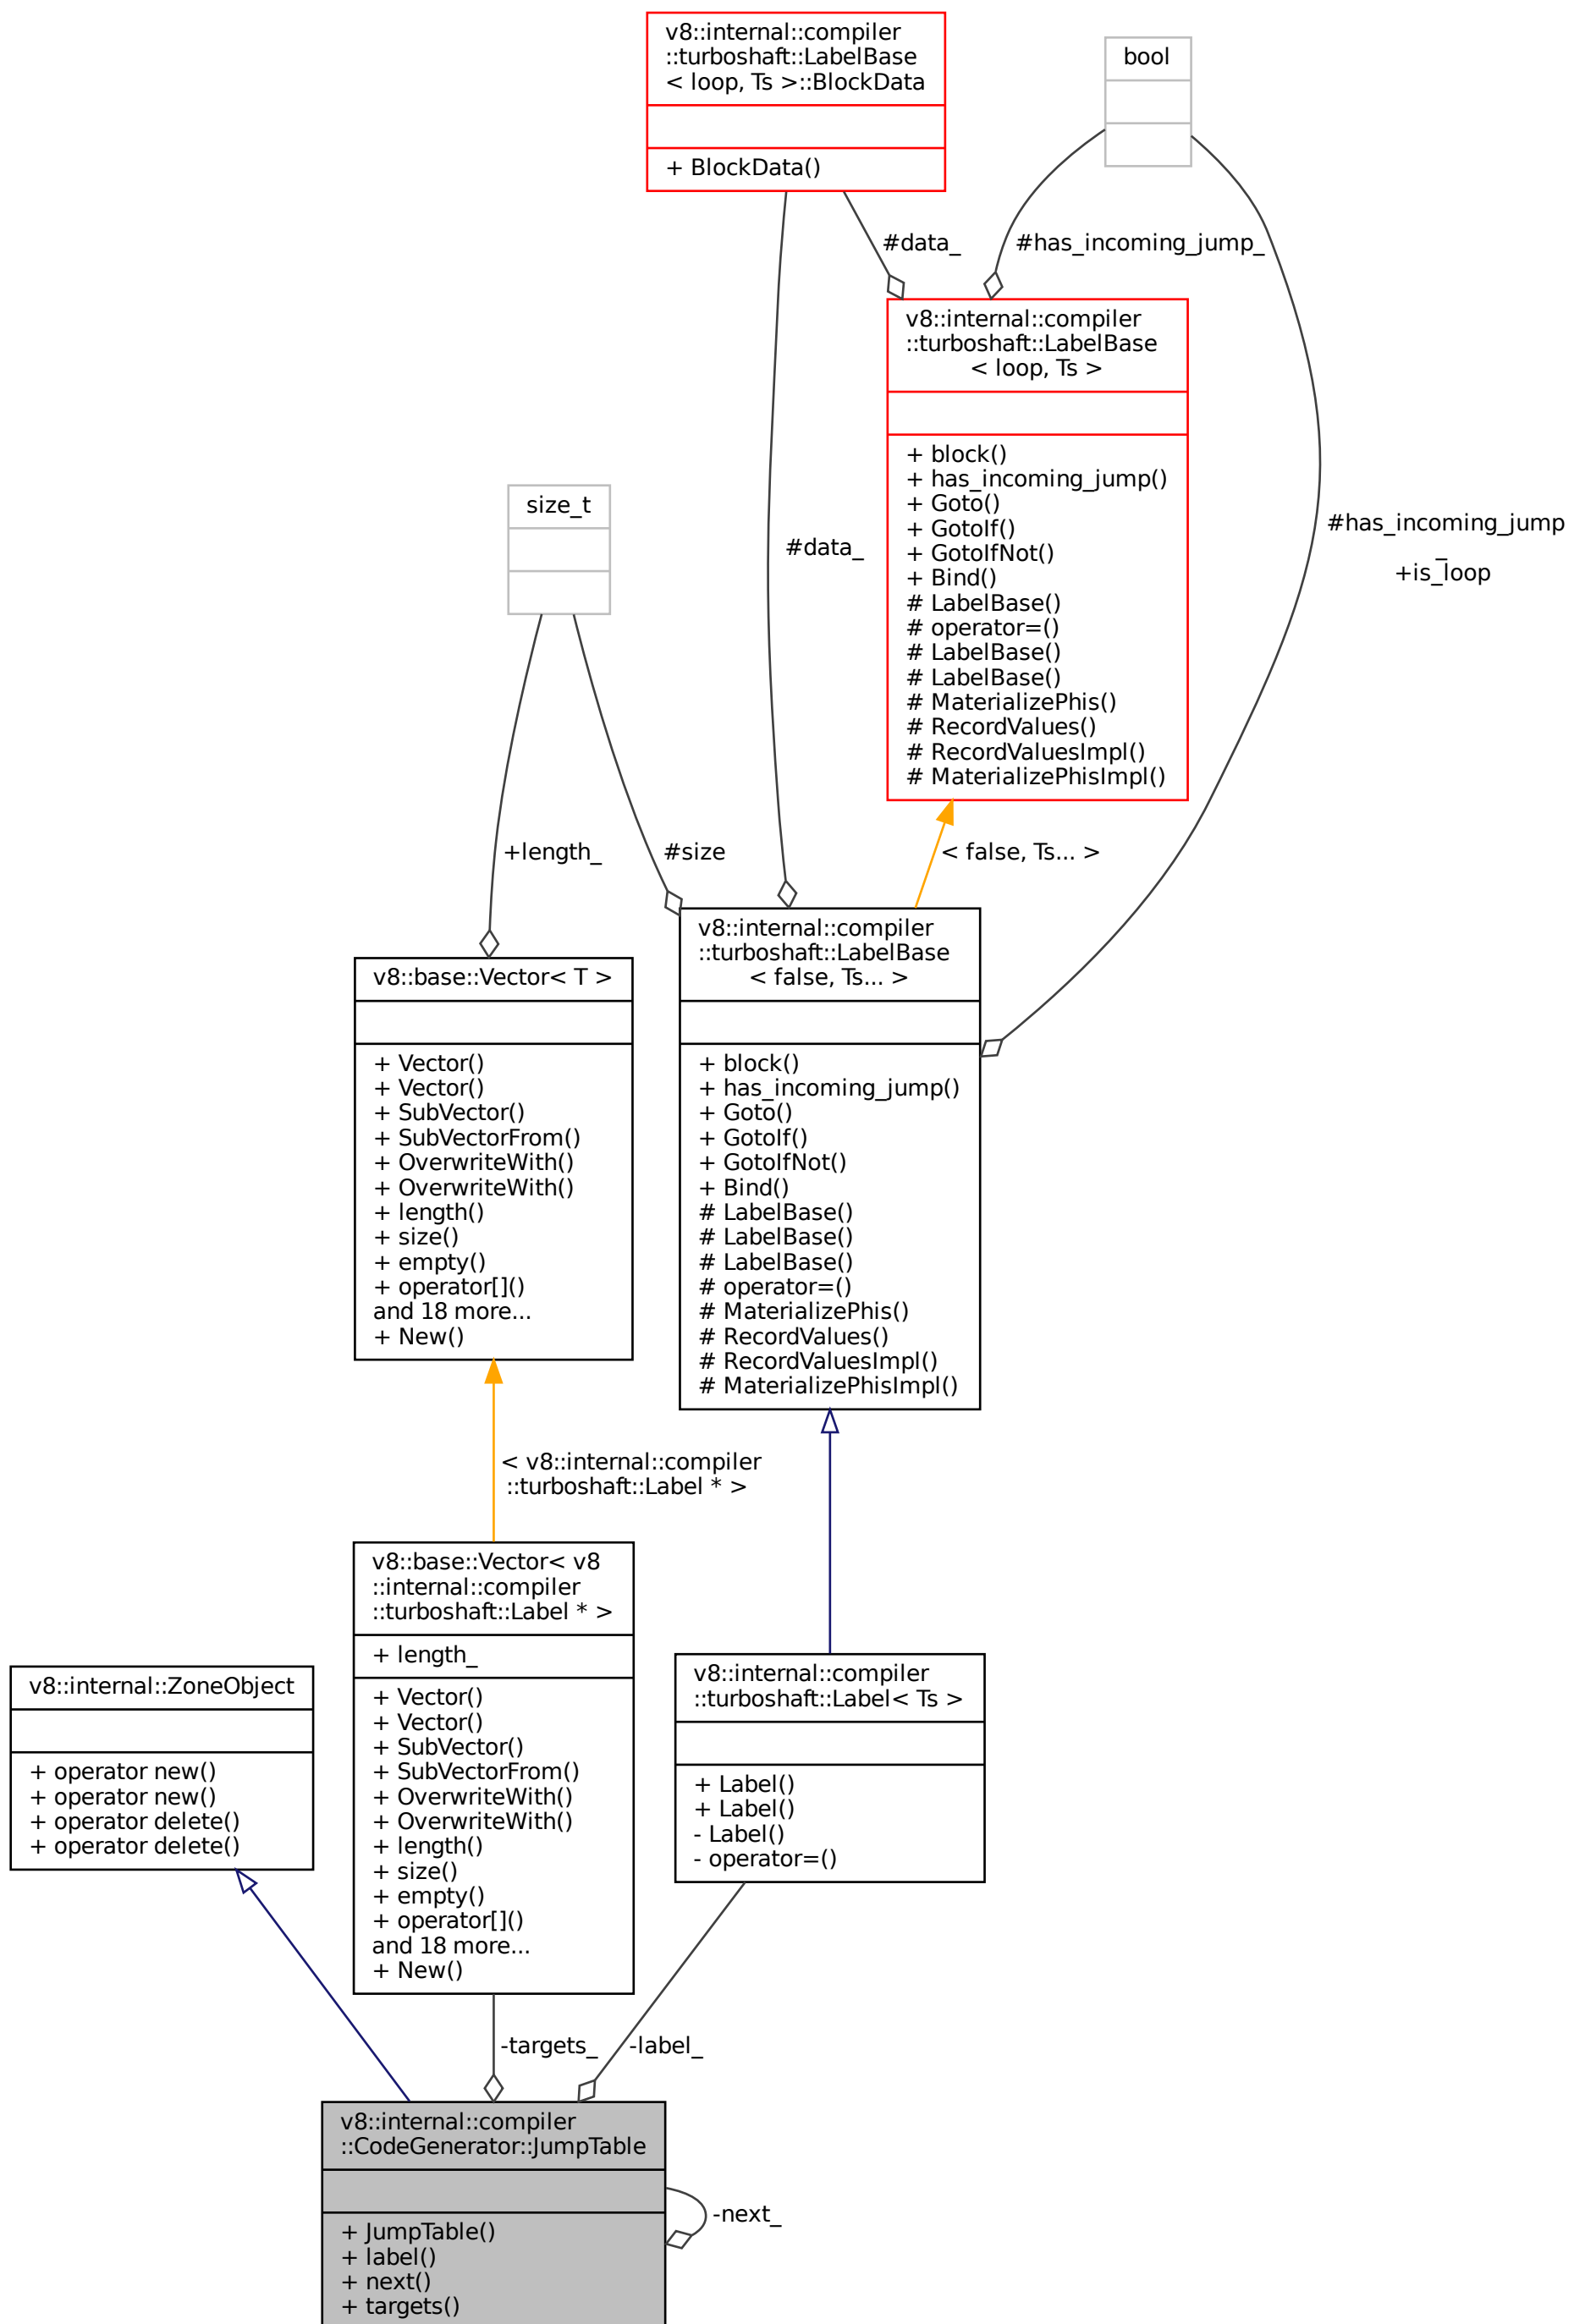 v8::internal::compiler
::turboshaft::LabelBase
< loop, Ts >::BlockData
+ BlockData()
bool
#data_
#has_incoming_jump_
v8::internal::compiler
::turboshaft::LabelBase
< loop, Ts >
+ block()
+ has_incoming_jump()
+ Goto()
+ GotoIf()
+ GotoIfNot()
+ Bind()
# LabelBase()
# operator=()
# LabelBase()
# LabelBase()
# MaterializePhis()
# RecordValues()
# RecordValuesImpl()
# MaterializePhisImpl()
size_t
#data_
#has_incoming_jump
_
+is_loop
+length_
#size
< false, Ts... >
v8::base::Vector< T >
+ Vector()
+ Vector()
+ SubVector()
+ SubVectorFrom()
+ OverwriteWith()
+ OverwriteWith()
+ length()
+ size()
+ empty()
+ operator[]()
and 18 more...
+ New()
v8::internal::compiler
::turboshaft::LabelBase
< false, Ts... >
+ block()
+ has_incoming_jump()
+ Goto()
+ GotoIf()
+ GotoIfNot()
+ Bind()
# LabelBase()
# LabelBase()
# LabelBase()
# operator=()
# MaterializePhis()
# RecordValues()
# RecordValuesImpl()
# MaterializePhisImpl()
< v8::internal::compiler
::turboshaft::Label * >
v8::internal::ZoneObject
+ operator new()
+ operator new()
+ operator delete()
+ operator delete()
v8::base::Vector< v8
::internal::compiler
::turboshaft::Label * >
+ length_
+ Vector()
+ Vector()
+ SubVector()
+ SubVectorFrom()
+ OverwriteWith()
+ OverwriteWith()
+ length()
+ size()
+ empty()
+ operator[]()
and 18 more...
+ New()
v8::internal::compiler
::turboshaft::Label< Ts >
+ Label()
+ Label()
- Label()
- operator=()
-targets_
-label_
v8::internal::compiler
::CodeGenerator::JumpTable
+ JumpTable()
+ label()
+ next()
+ targets()
-next_